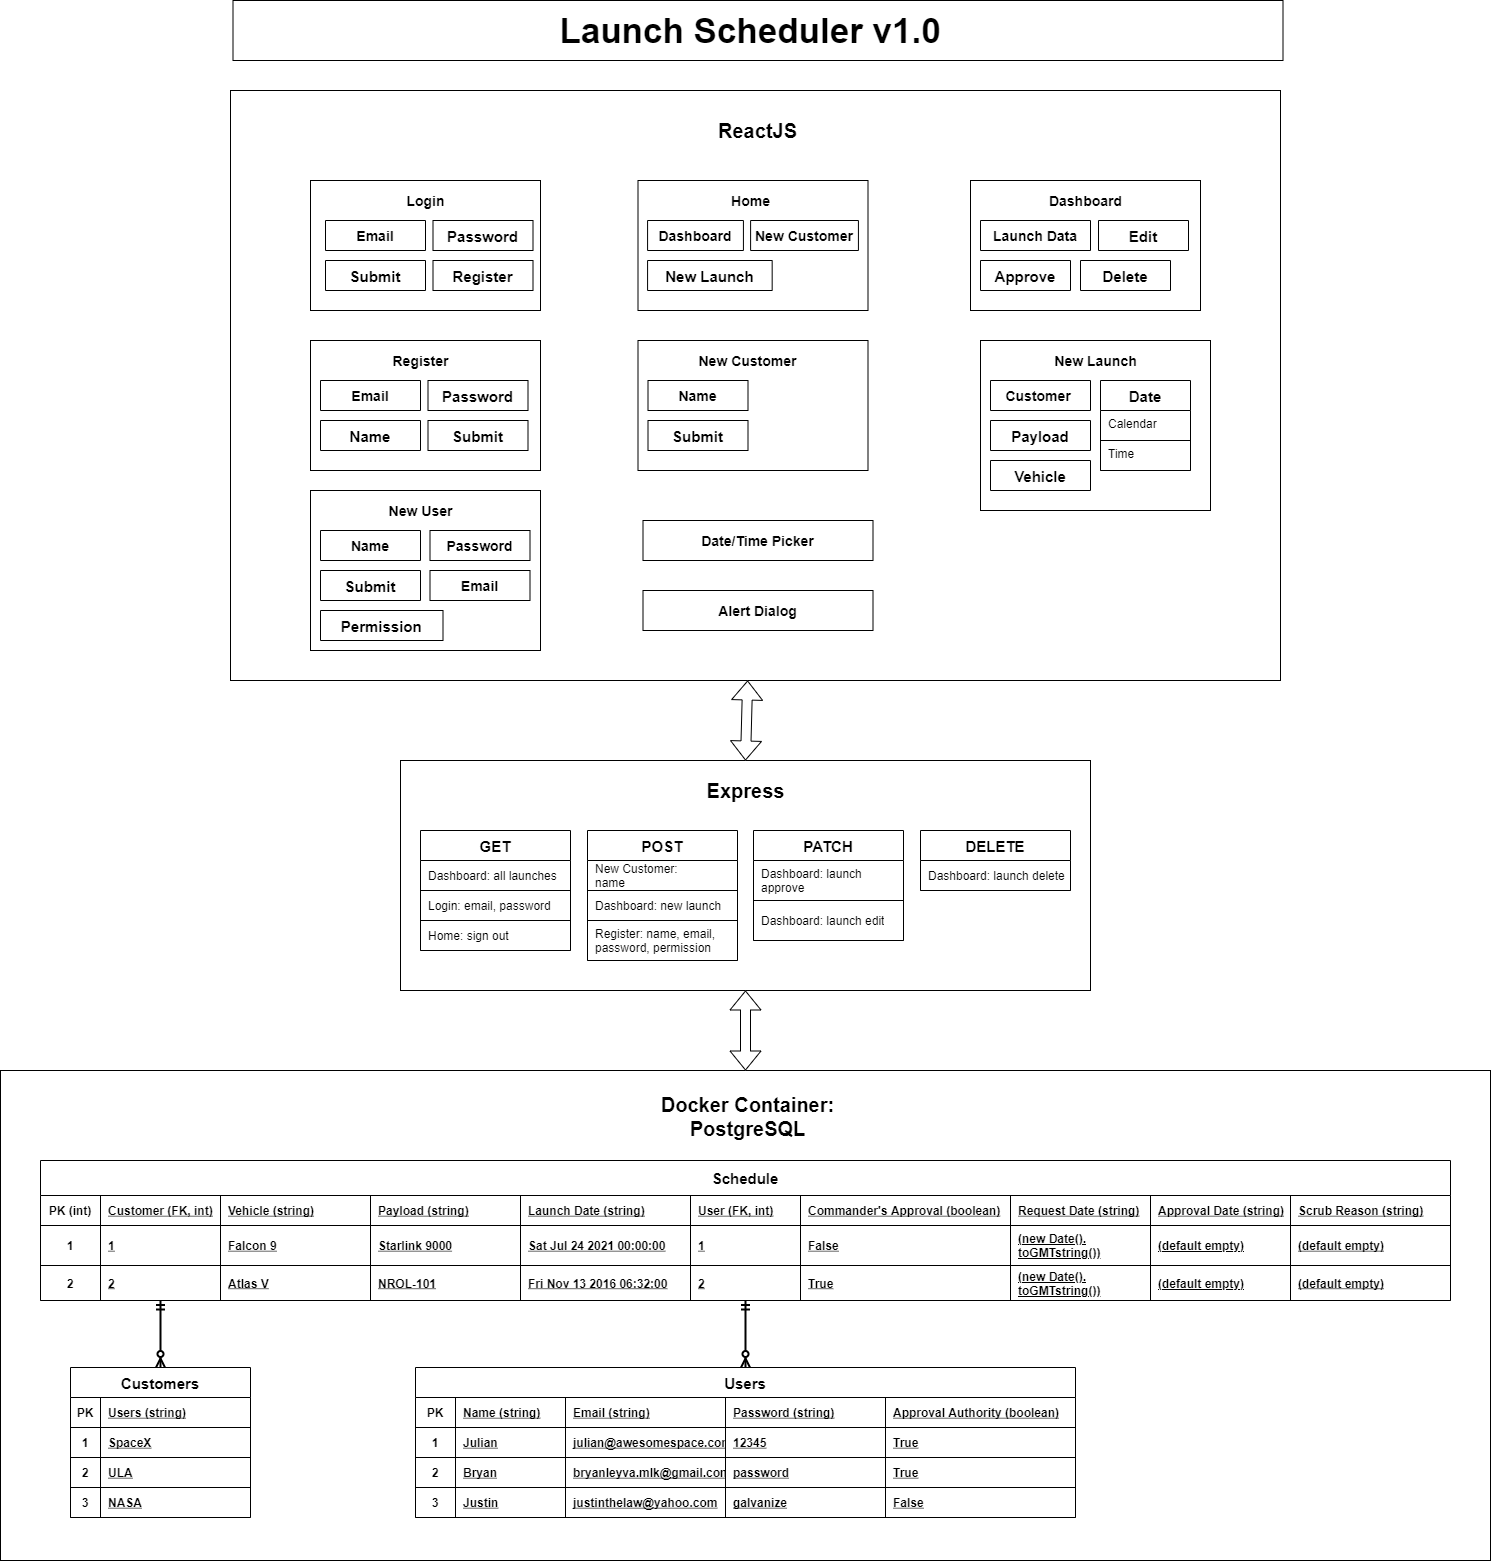 Launch Scheduler v1.0
ReactJS
Login
Email
Password
Submit
Register
Home
Dashboard
New Customer
New Launch
Dashboard
Launch Data
Edit
Approve
Delete
Register
Email
Password
Name
Submit
New Customer
Name
Submit
New Launch
Customer
Date
Calendar
Payload
Time
Vehicle
New User
Name
Password
Submit
Email
Permission
Date/Time Picker
Alert Dialog
Express
GET
Dashboard: all launches
Login: email, password
Home: sign out
POST
New Customer:
name
Dashboard: new launch
Register: name, email,
password, permission
PATCH
Dashboard: launch
approve
Dashboard: launch edit
DELETE
Dashboard: launch delete
Docker Container:
PostgreSQL
Schedule
PK (int) Customer (FK, int) Vehicle (string) Payload (string) Launch Date (string) User (FK, int) Commander's Approval (boolean) Request Date (string) Approval Date (string) Scrub Reason (string)
1 1 Falcon 9 Starlink 9000 Sat Jul 24 2021 00:00:00 1 False (new Date().
toGMTstring()) (default empty) (default empty)
2 2 Atlas V NROL-101 Fri Nov 13 2016 06:32:00 2 True (new Date().
toGMTstring()) (default empty) (default empty)
Customers
PK Users (string)
1 SpaceX
2 ULA
3 NASA
Users
PK Name (string) Email (string) Password (string) Approval Authority (boolean)
1 Julian julian@awesomespace.com 12345 True
2 Bryan bryanleyva.mlk@gmail.com password True
3 Justin justinthelaw@yahoo.com galvanize False